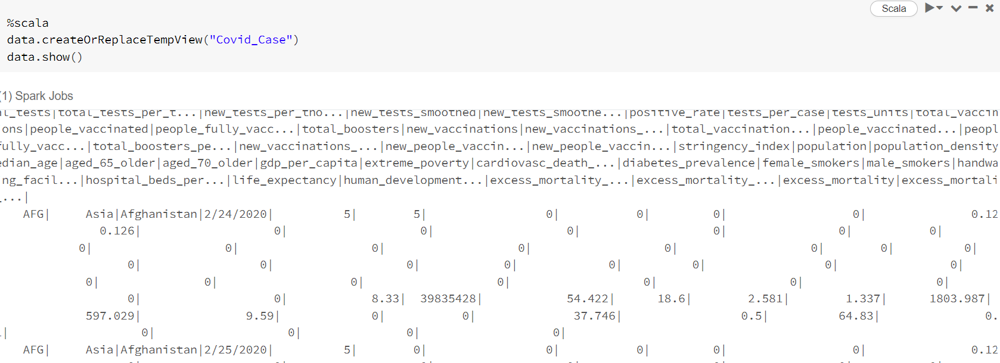 Scala
%scala
data.createOrReplaceTempView("Covid_Case")
data.show()
(1) Spark Jobs
al_tests|total_tests_per_t...|new_tests_per_tho...|new_tests_smoothed|new_tests_smoothe...|positive_rate|tests_per_case|tests_units|total_vaccin
ions|people_vaccinated|people_fully_vacc...|total_boosters|new_vaccinations|new_vaccinations_...|total_vaccination...|people_vaccinated...|peopl
fully_vacc...|total_boosters_pe...|new_vaccinations_...|new_people_vaccin...|new_people_vaccin...|stringency_index|population|population_density
edian_age|aged_65_older|aged_70_older|gdp_per_capita|extreme_poverty|cardiovasc_death_...|diabetes_prevalence|female_smokers|male_smokers|handwa
ng_facil...|hospital_beds_per...|life_expectancy|human_development...|excess_mortality_...|excess_mortality_...|excess_mortality|excess_mortali
_...|
AFG| Asia|Afghanistan|2/24/2020| 5| 5| 0| 0| 0| 0| 0.12
0.126| 0| 0| 0| 0| 0| 0|
0| 0| 0| 0| 0| 0| 0| 0|
0| 0| 0| 0| 0| 0| 0| 0|
0| 0| 0| 0| 0| 0| 0|
0| 0| 8.33| 39835428| 54.422| 18.6| 2.581| 1.337| 1803.987|
597.029| 9.59| 0| 0| 37.746| 0.5| 64.83| 0.
| 0| 0| 0| 0|
AFG| Asia|Afghanistan|2/25/2020| 5| 0| 0| 0| 0| 0| 0.12